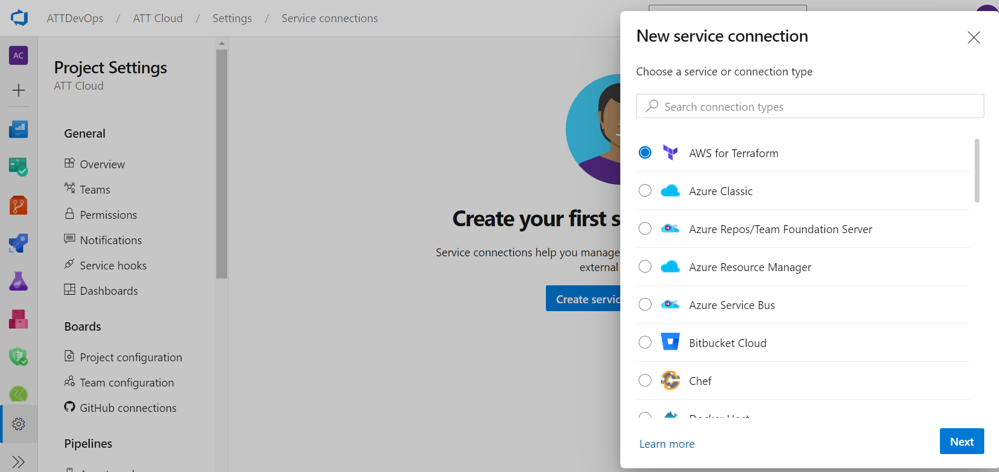 ATTDevOps / ATT Cloud / Settings / Service connections
AC
Project Settings
ATT Cloud
General
Overview
Teams
Permissions
Notifications
Service hooks
Dashboards
Boards
Project configuration
Team configuration
GitHub connections
Pipelines
Create your first s
Service connections help you manage
external
Create servic
New service connection
Choose a service or connection type
Search connection types
AWS for Terraform
Azure Classic
Azure Repos/Team Foundation Server
Azure Resource Manager
Azure Service Bus
Bitbucket Cloud
Chef
Docker Host
Learn more
Next